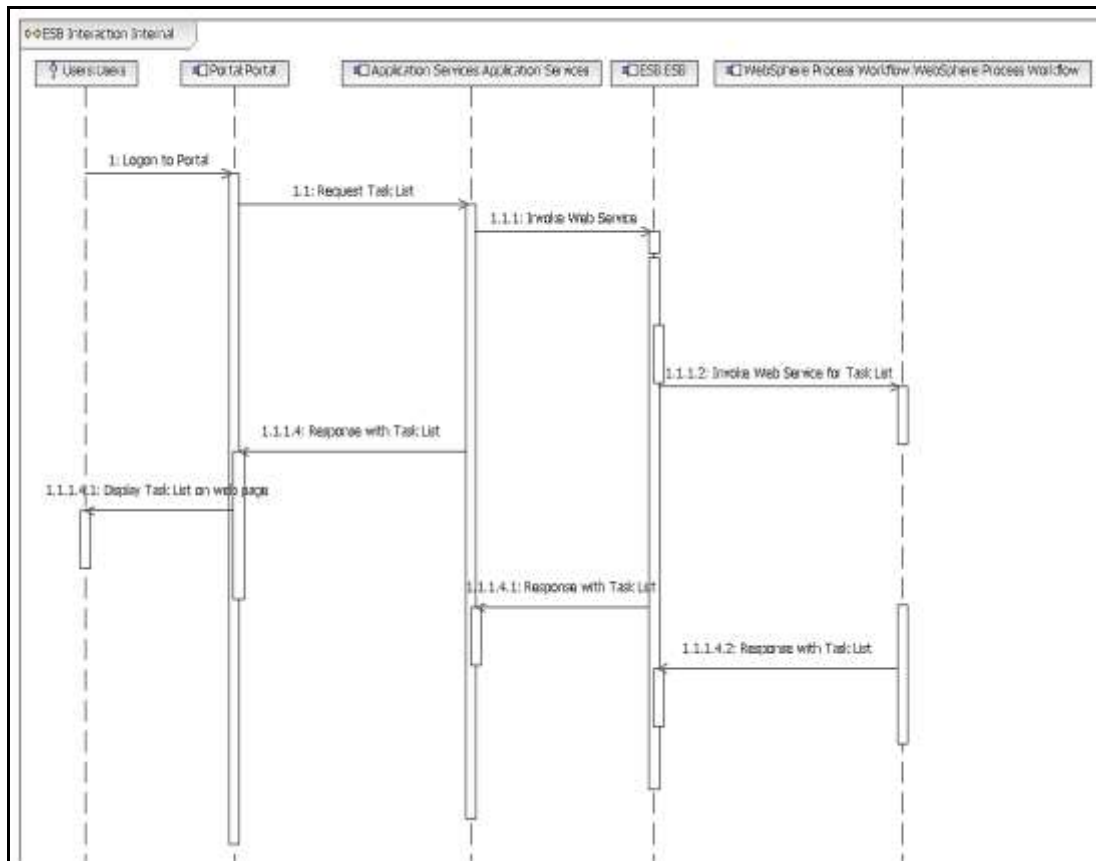 ESB Interaction Internal
Users:Users
Portal:Portal
Application Services:Application Services
ESB:ESB
WebSphere Process Workflow:WebSphere Process Workflow
1: Logon to Portal
1.1: Request Task List
1.1.1: Invoke Web Service
1.1.1.2: Invoke Web Service for Task List
1.1.1.4: Response with Task List
1.1.1.4.1: Display Task List on web page
1.1.1.4.1: Response with Task List
1.1.1.4.2: Response with Task List